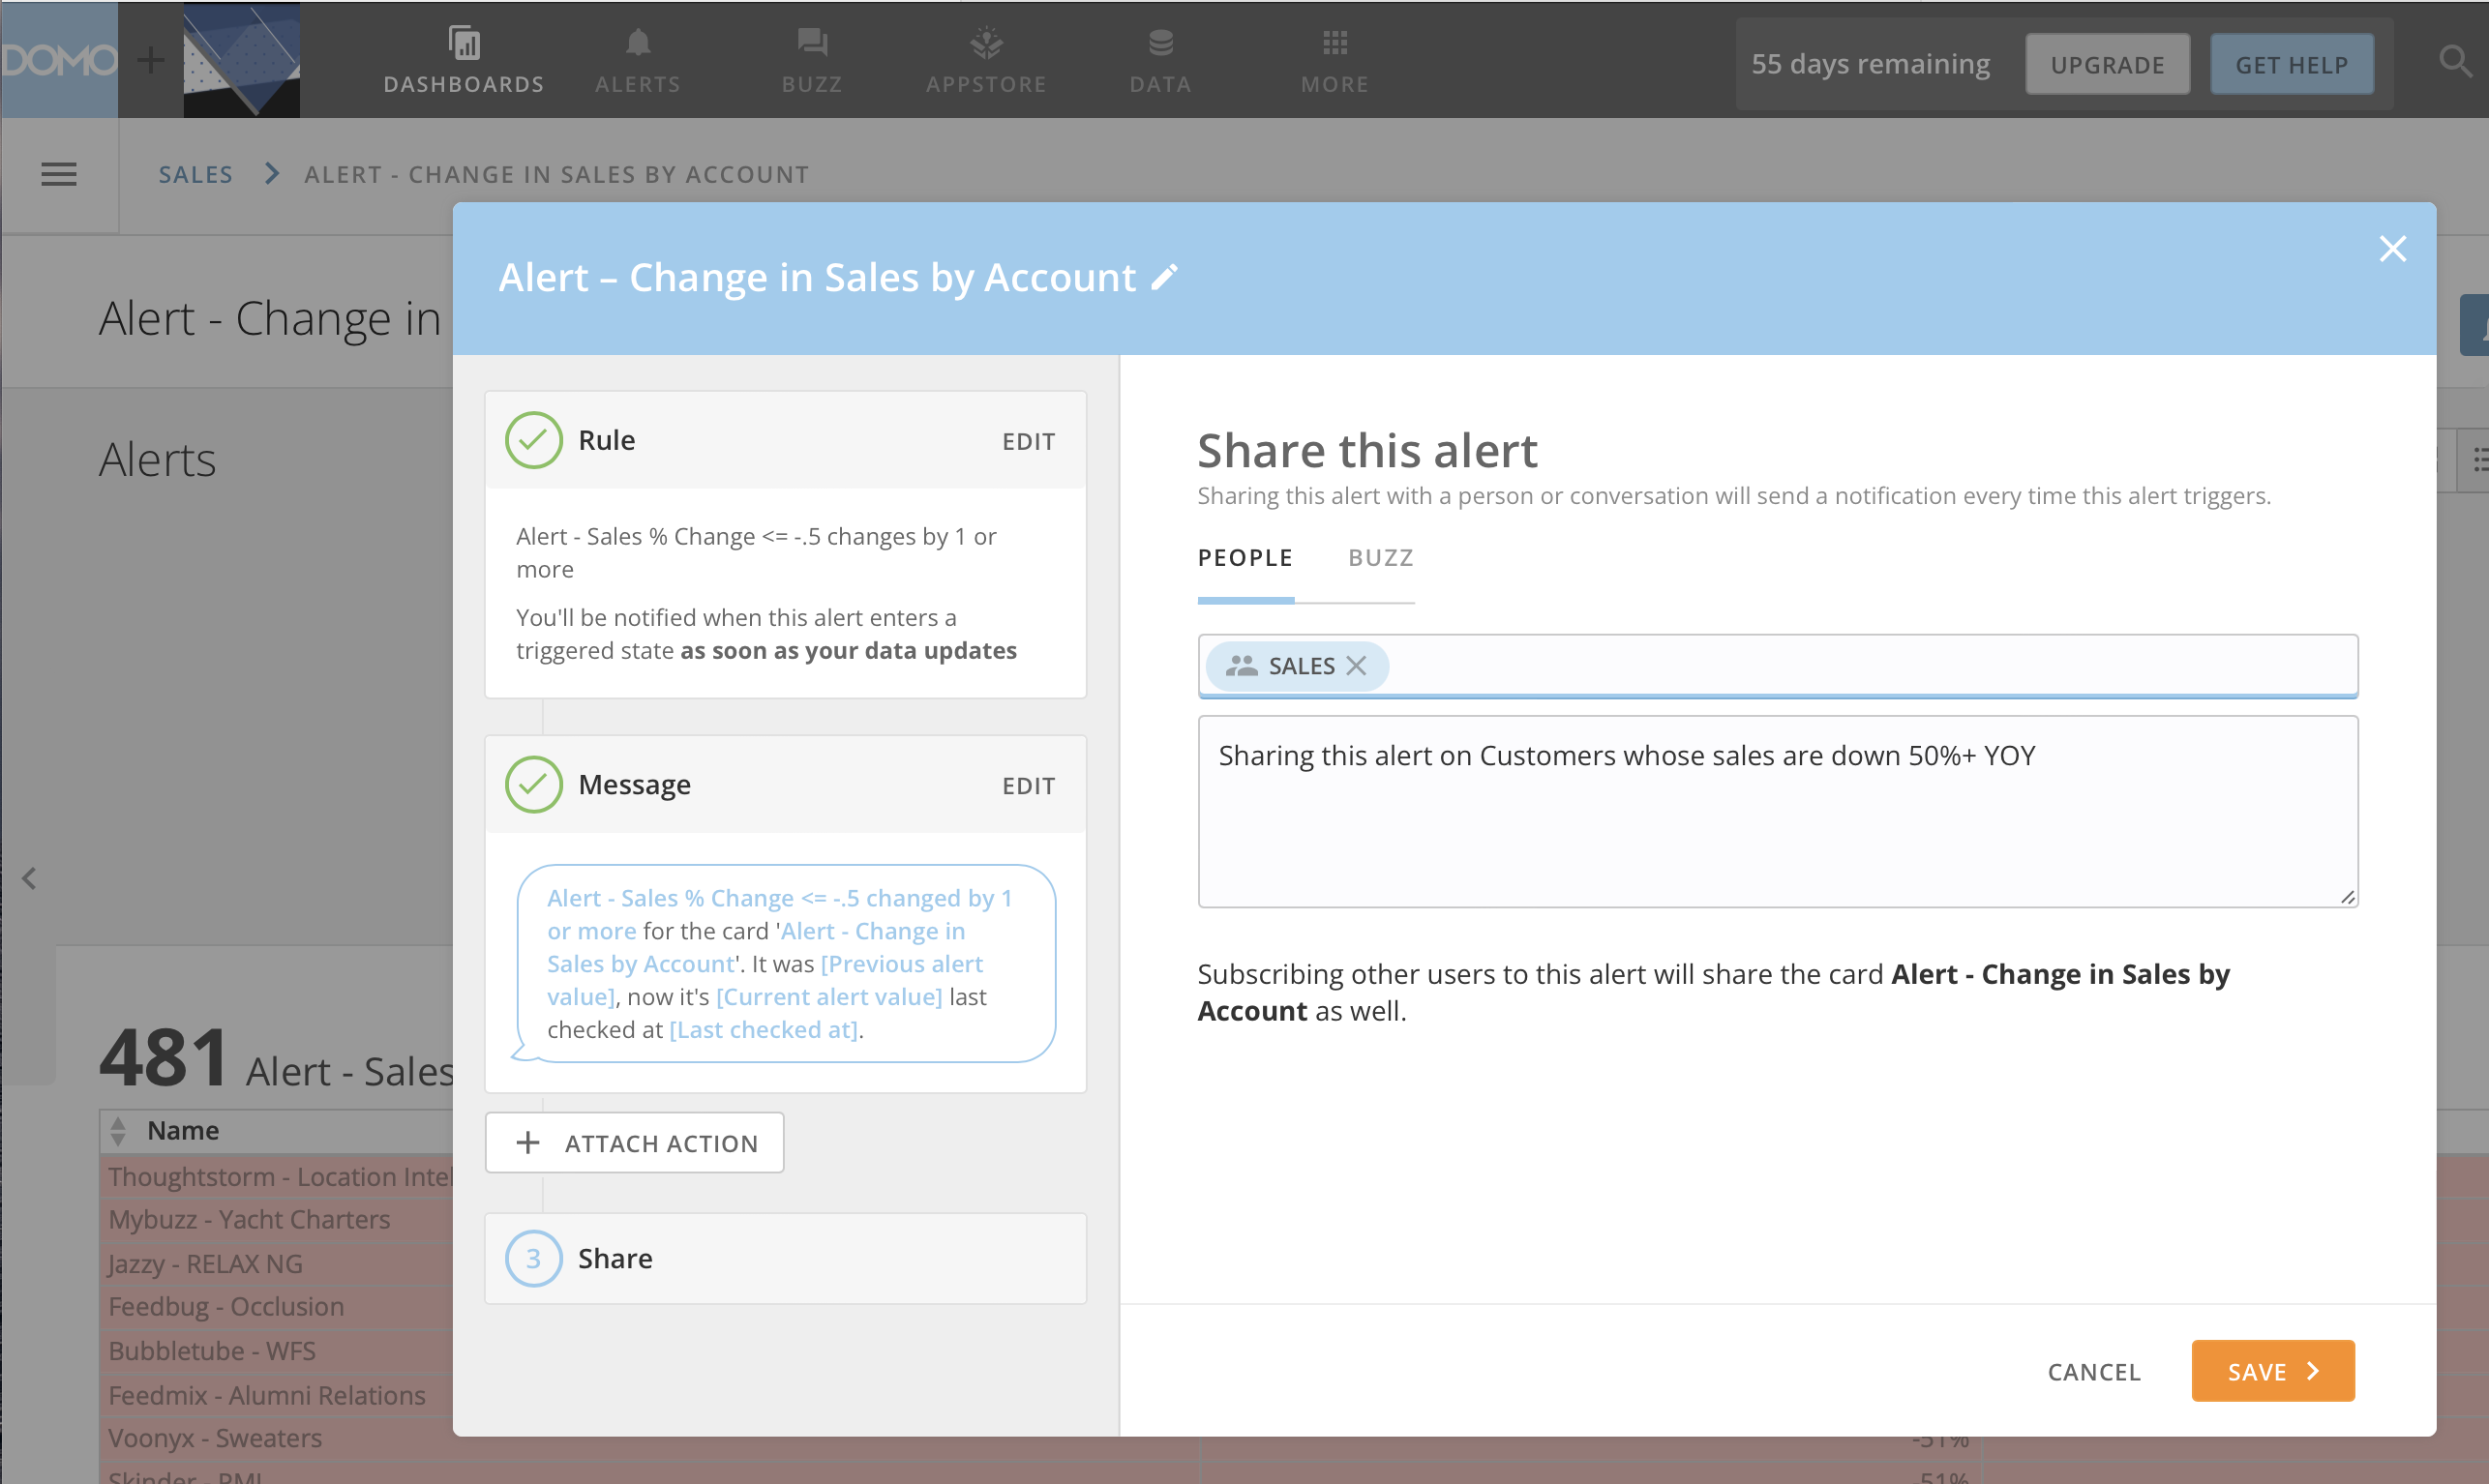 DOMO
DASHBOARDS
ALERTS
BUZZ
APPSTORE
DATA
MORE
55 days remaining
UPGRADE
GET HELP
SALES
ALERT - CHANGE IN SALES BY ACCOUNT
Alert - Change in
Alerts
Alert – Change in Sales by Account
Rule
EDIT
Alert - Sales % Change <= -.5 changes by 1 or
more
You'll be notified when this alert enters a
triggered state as soon as your data updates
Message
EDIT
Alert - Sales % Change <= -.5 changed by 1
or more for the card 'Alert - Change in
Sales by Account'. It was [Previous alert
value], now it's [Current alert value] last
checked at [Last checked at].
ATTACH ACTION
3 Share
Share this alert
Sharing this alert with a person or conversation will send a notification every time this alert triggers.
PEOPLE
BUZZ
SALES
Sharing this alert on Customers whose sales are down 50%+ YOY
Subscribing other users to this alert will share the card Alert - Change in Sales by
Account as well.
CANCEL
SAVE
481 Alert - Sales
Name
Thoughtstorm - Location Intel
Mybuzz - Yacht Charters
Jazzy - RELAX NG
Feedbug - Occlusion
Bubbletube - WFS
Feedmix - Alumni Relations
Voonyx - Sweaters
-51%
Skinder - PMI
-51%